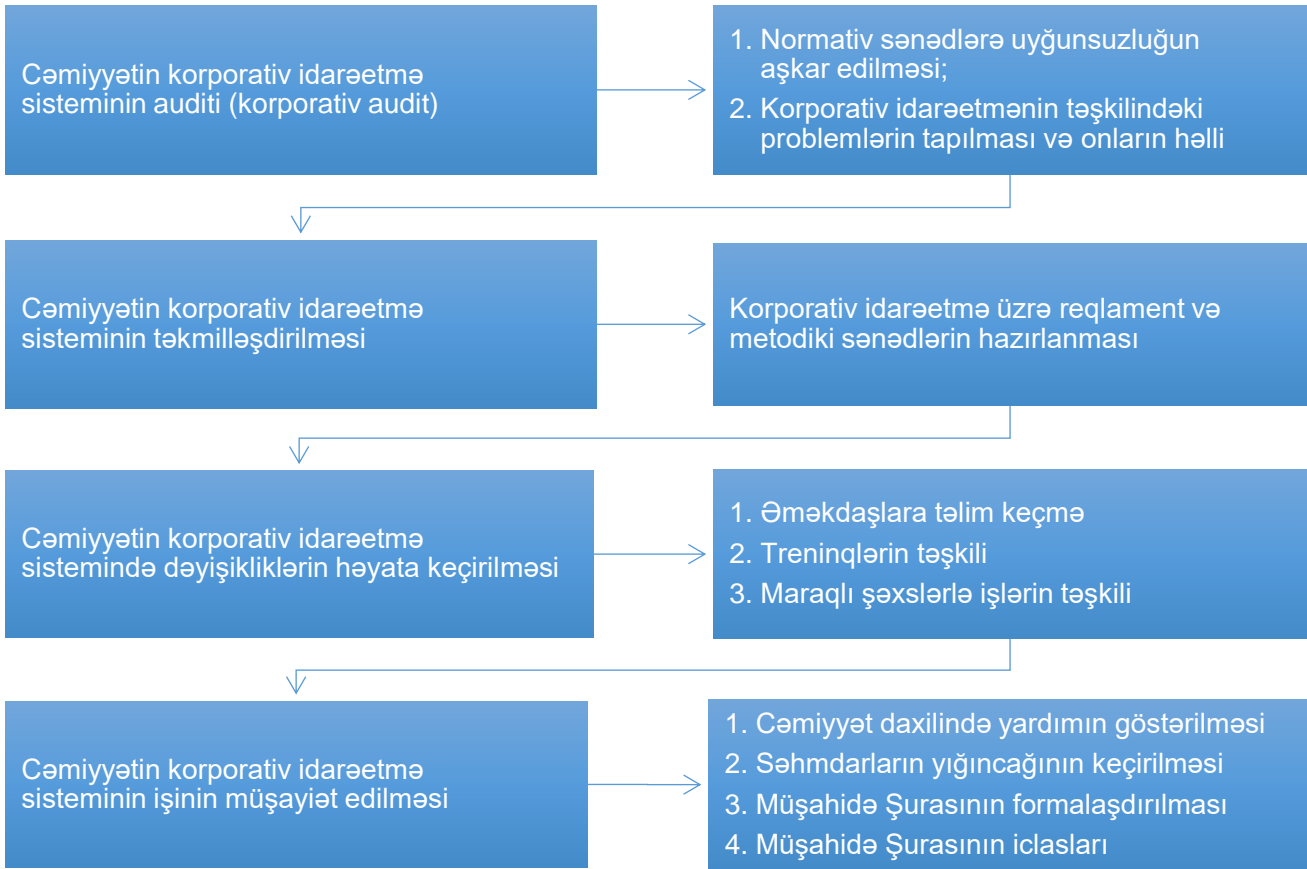 Cəmiyyətin korporativ idarəetmə
sisteminin auditi (korporativ audit)
1. Normativ sənədlərə uyğunsuzluğun
aşkar edilməsi;
2. Korporativ idarəetmənin təşkilindəki
problemlərin tapılması və onların həlli
Cəmiyyətin korporativ idarəetmə
sisteminin təkmilləşdirilməsi
Korporativ idarəetmə üzrə reqlament və
metodiki sənədlərin hazırlanması
Cəmiyyətin korporativ idarəetmə
sistemində dəyişikliklərin həyata keçirilməsi
1. Əməkdaşlara təlim keçmə
2. Treninqlərin təşkili
3. Maraqlı şəxslərlə işlərin təşkili
Cəmiyyətin korporativ idarəetmə
sisteminin işinin müşayiət edilməsi
1. Cəmiyyət daxilində yardımın göstərilməsi
2. Səhmdarların yığıncağının keçirilməsi
3. Müşahidə Şurasının formalaşdırılması
4. Müşahidə Şurasının iclasları